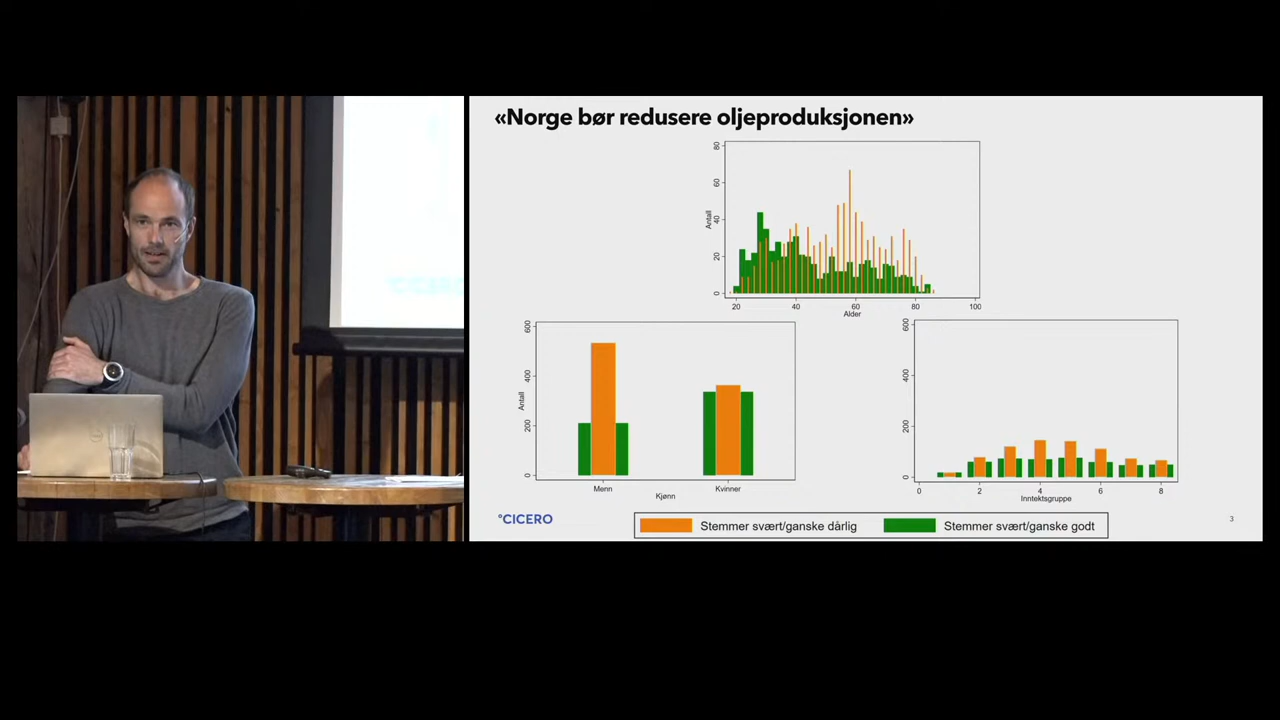 «Norge bør redusere oljeproduksjonen»
Antall
0 20 40 60 80
20 40 60 80 100
Alder
Antall
0 200 400 600
Menn Kvinner
Kjønn
0 200 400 600
0 2 4 6 8
Inntektsgruppe
°CICERO
Stemmer svært/ganske dårlig
Stemmer svært/ganske godt
3
°CICERO